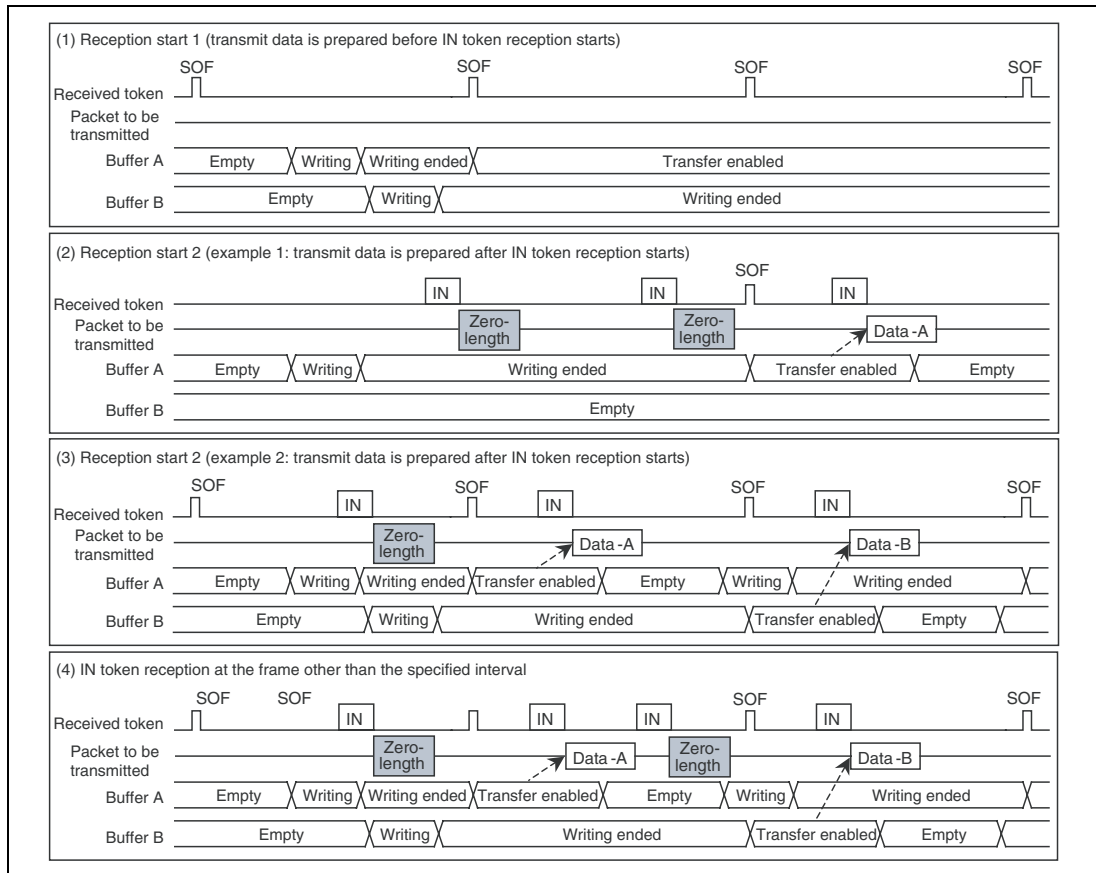 (1) Reception start 1 (transmit data is prepared before IN token reception starts)
SOF SOF SOF SOF
Received token
Packet to be
transmitted
Buffer A Empty Writing Writing ended Transfer enabled
Buffer B Empty Writing Writing ended
(2) Reception start 2 (example 1: transmit data is prepared after IN token reception starts)
SOF
Received token IN IN IN
Packet to be
transmitted
Zero-
length
Zero-
length
Data-A
Buffer A Empty Writing Writing ended Transfer enabled Empty
Buffer B Empty
(3) Reception start 2 (example 2: transmit data is prepared after IN token reception starts)
SOF SOF SOF SOF
Received token IN IN IN
Packet to be
transmitted
Zero-
length
Data-A Data-B
Buffer A Empty Writing Writing ended Transfer enabled Empty Writing Writing ended
Buffer B Empty Writing Writing ended Transfer enabled Empty
(4) IN token reception at the frame other than the specified interval
SOF SOF SOF SOF
Received token IN IN IN IN
Packet to be
transmitted
Zero-
length
Data-A
Zero-
length
Data-B
Buffer A Empty Writing Writing ended Transfer enabled Empty Writing Writing ended
Buffer B Empty Writing Writing ended Transfer enabled Empty